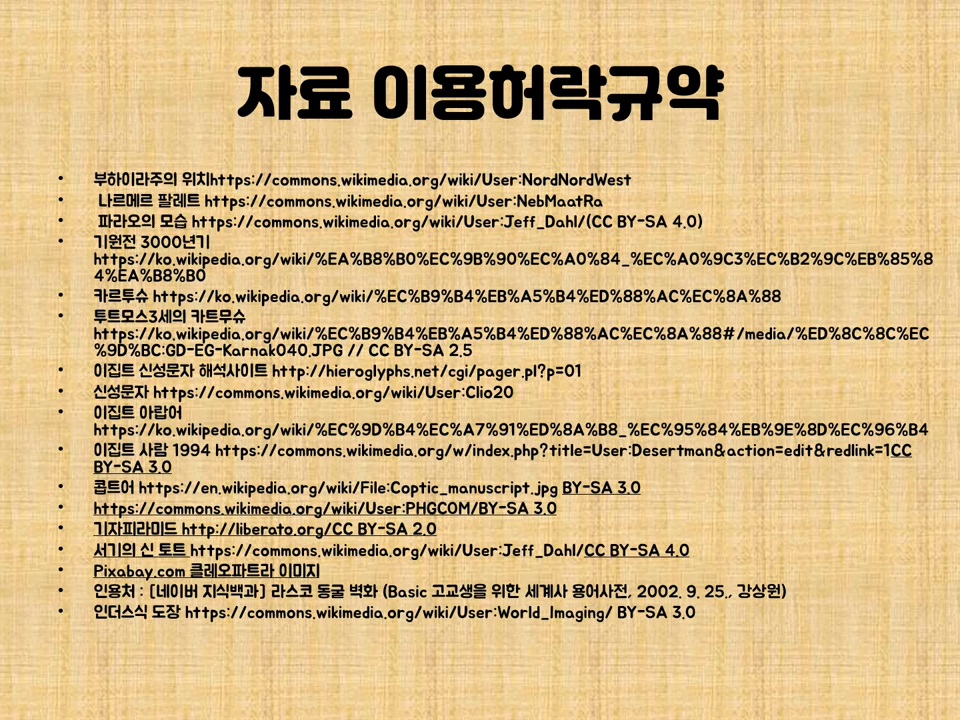 자료 이용허락규약
• 부하이라주의 위치https://commons.wikimedia.org/wiki/User:NordNordWest
• 나르메르 팔레트 https://commons.wikimedia.org/wiki/User:NebMaatRa
• 파라오의 모습 https://commons.wikimedia.org/wiki/User:Jeff_Dahl/(CC BY-SA 4.0)
• 기원전 3000년기
https://ko.wikipedia.org/wiki/%EA%B8%B0%EC%9B%90%EC%A0%84_%EC%A0%9C3%EC%B2%9C%EB%85%8
4%EA%B8%B0
• 카르투슈 https://ko.wikipedia.org/wiki/%EC%B9%B4%EB%A5%B4%ED%88%AC%EC%8A%88
• 투트모스3세의 카트무슈
https://ko.wikipedia.org/wiki/%EC%B9%B4%EB%A5%B4%ED%88%AC%EC%8A%88#/media/%ED%8C%8C%EC
%9D%BC:GD-EG-Karnak040.JPG // CC BY-SA 2.5
• 이집트 신성문자 해석사이트 http://hieroglyphs.net/cgi/pager.pl?p=01
• 신성문자 https://commons.wikimedia.org/wiki/User:Clio20
• 이집트 아랍어
https://ko.wikipedia.org/wiki/%EC%9D%B4%EC%A7%91%ED%8A%B8_%EC%95%84%EB%9E%8D%EC%96%B4
• 이집트 사람 1994 https://commons.wikimedia.org/w/index.php?title=User:Desertman&action=edit&redlink=1CC
BY-SA 3.0
• 콥트어 https://en.wikipedia.org/wiki/File:Coptic_manuscript.jpg BY-SA 3.0
• https://commons.wikimedia.org/wiki/User:PHGCOM/BY-SA 3.0
• 기자피라미드 http://liberato.org/CC BY-SA 2.0
• 서기의 신 토트 https://commons.wikimedia.org/wiki/User:Jeff_Dahl/CC BY-SA 4.0
• Pixabay.com 클레오파트라 이미지
• 인용처 : [네이버 지식백과] 라스코 동굴 벽화 (Basic 고교생을 위한 세계사 용어사전, 2002. 9. 25., 강상원)
• 인더스식 도장 https://commons.wikimedia.org/wiki/User:World_Imaging/ BY-SA 3.0